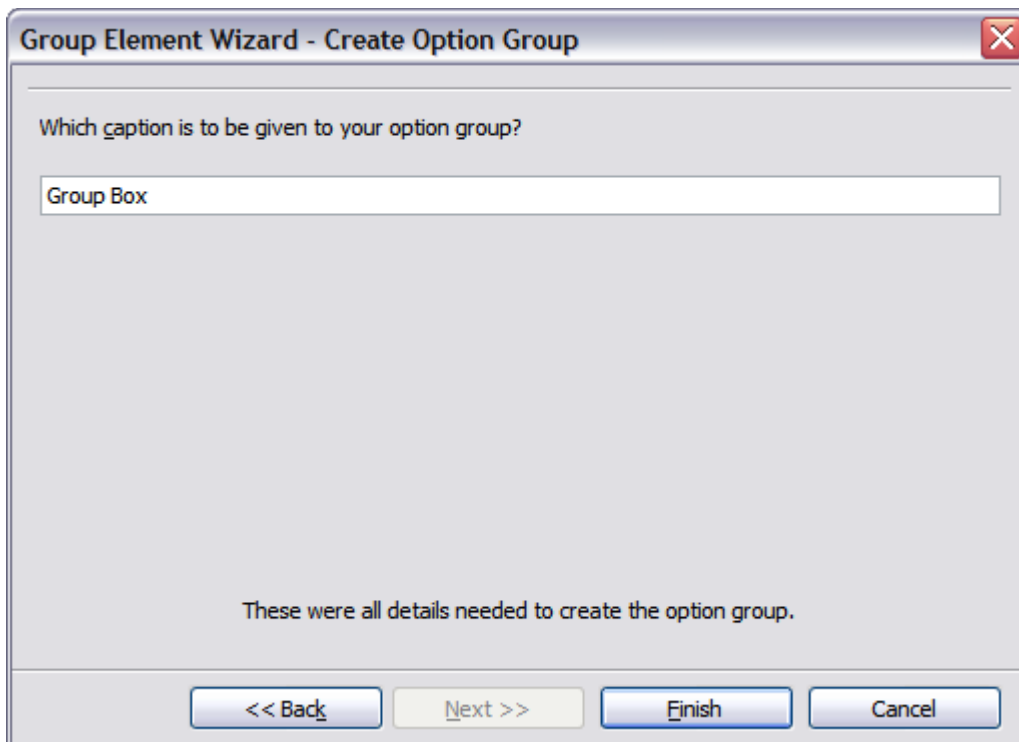 Group Element Wizard - Create Option Group
Which caption is to be given to your option group?
Group Box
These were all details needed to create the option group.
<< Back Next >> Finish Cancel